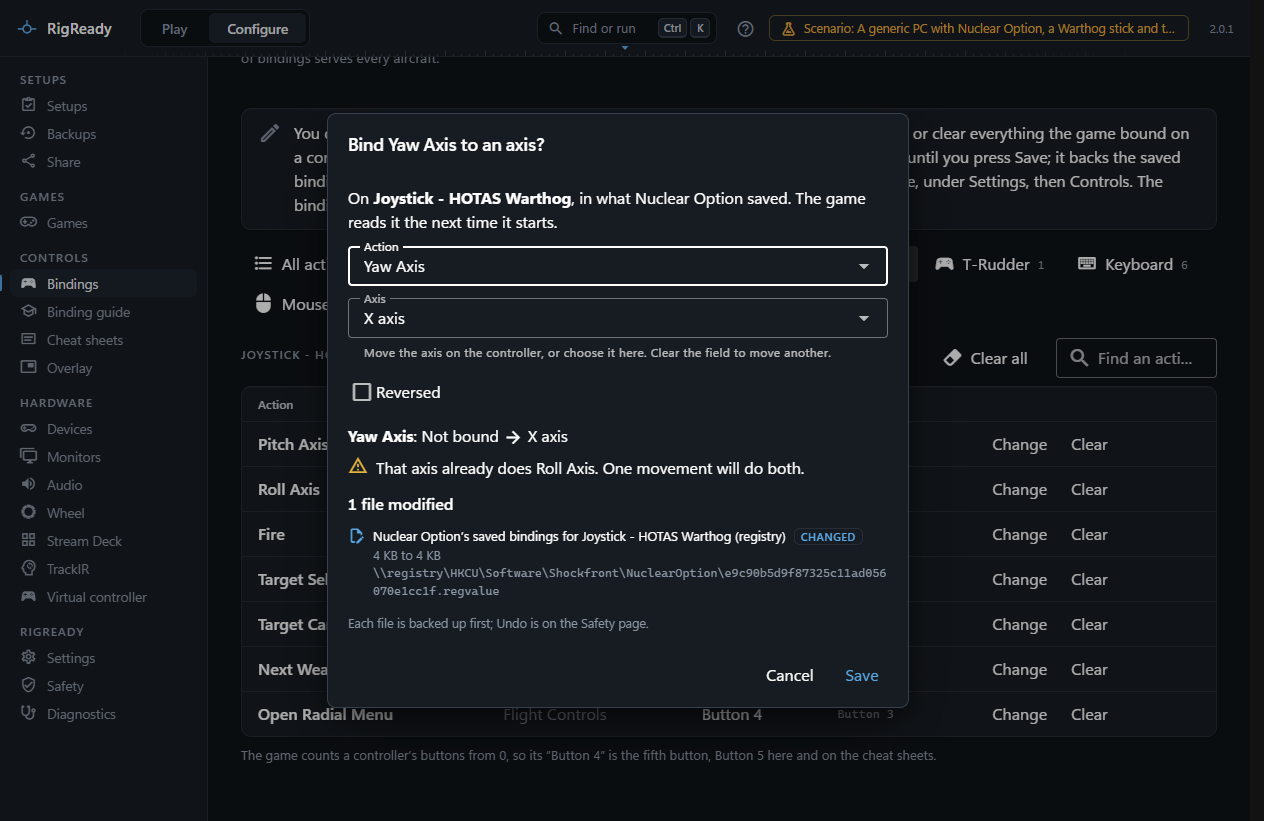 RigReady
Play
Configure
Find or run
Ctrl
K
Scenario: A generic PC with Nuclear Option, a Warthog stick and t...
2.0.1
SETUPS
Setups
Backups
Share
GAMES
Games
CONTROLS
Bindings
Binding guide
Cheat sheets
Overlay
HARDWARE
Devices
Monitors
Audio
Wheel
Stream Deck
TrackIR
Virtual controller
RIGREADY
Settings
Safety
Diagnostics
of bindings serves every aircraft.
You
or clear everything the game bound on
a
until you press Save; it backs the saved
under Settings, then Controls. The
All
T-Rudder 1
Keyboard 6
Mouse
JOYSTICK -
Clear all
Find an acti...
Action
Pitch Axis
Change
Clear
Roll Axis
Change
Clear
Fire
Change
Clear
Target
Change
Clear
Target
Change
Clear
Next
Change
Clear
Open Radial Menu
Flight Controls
Button 4
Button 3
Change
Clear
The game counts a controller's buttons from 0, so its “Button 4” is the fifth button, Button 5 here and on the cheat sheets.
Bind Yaw Axis to an axis?
On Joystick - HOTAS Warthog, in what Nuclear Option saved. The game
reads it the next time it starts.
Action
Yaw Axis
Axis
X axis
Move the axis on the controller, or choose it here. Clear the field to move another.
Reversed
Yaw Axis: Not bound → X axis
That axis already does Roll Axis. One movement will do both.
1 file modified
Nuclear Option's saved bindings for Joystick - HOTAS Warthog (registry)
CHANGED
4 KB to 4 KB
\\registry\HKCU\Software\Shockfront\NuclearOption\e9c90b5d9f87325c11ad056
070e1cc1f.regvalue
Each file is backed up first; Undo is on the Safety page.
Cancel
Save